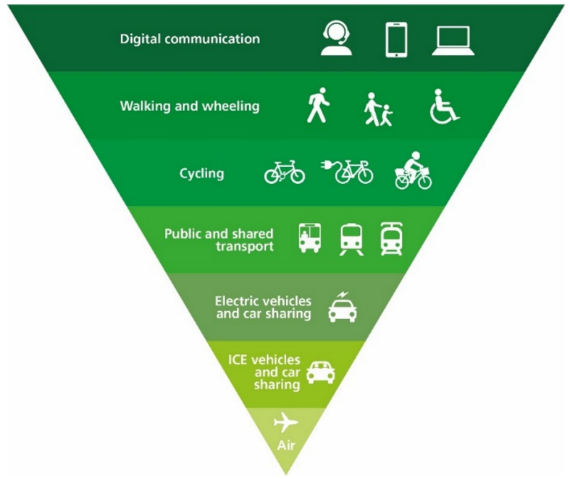 Digital communication
Walking and wheeling
Cycling
Public and shared
transport
Electric vehicles
and car sharing
ICE vehicles
and car
sharing
Air